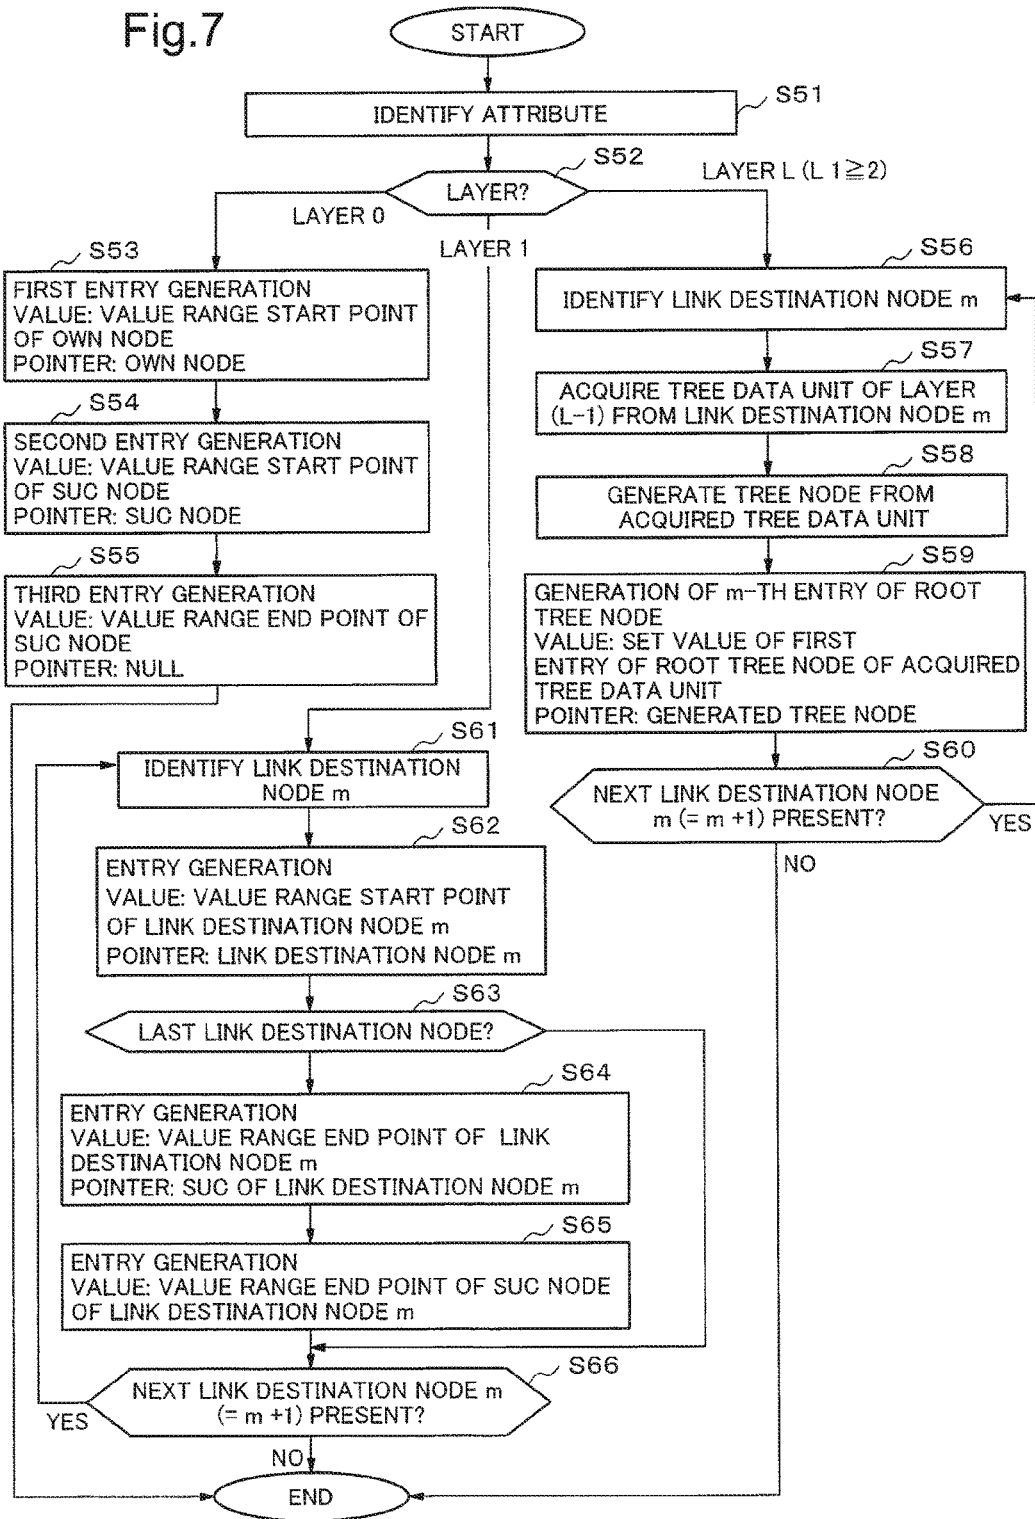 Fig.7
START
S51
IDENTIFY ATTRIBUTE
S52
LAYER?
LAYER 0
LAYER 1
LAYER L (L 1≧2)
S53
FIRST ENTRY GENERATION
VALUE: VALUE RANGE START POINT
OF OWN NODE
POINTER: OWN NODE
S54
SECOND ENTRY GENERATION
VALUE: VALUE RANGE START POINT
OF SUC NODE
POINTER: SUC NODE
S55
THIRD ENTRY GENERATION
VALUE: VALUE RANGE END POINT OF
SUC NODE
POINTER: NULL
S56
IDENTIFY LINK DESTINATION NODE m
S57
ACQUIRE TREE DATA UNIT OF LAYER
(L-1) FROM LINK DESTINATION NODE m
S58
GENERATE TREE NODE FROM
ACQUIRED TREE DATA UNIT
S59
GENERATION OF m-TH ENTRY OF ROOT
TREE NODE
VALUE: SET VALUE OF FIRST
ENTRY OF ROOT TREE NODE OF ACQUIRED
TREE DATA UNIT
POINTER: GENERATED TREE NODE
S60
NEXT LINK DESTINATION NODE
m (= m +1) PRESENT?
YES
NO
S61
IDENTIFY LINK DESTINATION
NODE m
S62
ENTRY GENERATION
VALUE: VALUE RANGE START POINT
OF LINK DESTINATION NODE m
POINTER: LINK DESTINATION NODE m
S63
LAST LINK DESTINATION NODE?
S64
ENTRY GENERATION
VALUE: VALUE RANGE END POINT OF LINK
DESTINATION NODE m
POINTER: SUC OF LINK DESTINATION NODE m
S65
ENTRY GENERATION
VALUE: VALUE RANGE END POINT OF SUC NODE
OF LINK DESTINATION NODE m
S66
NEXT LINK DESTINATION NODE m
(= m +1) PRESENT?
YES
NO
END